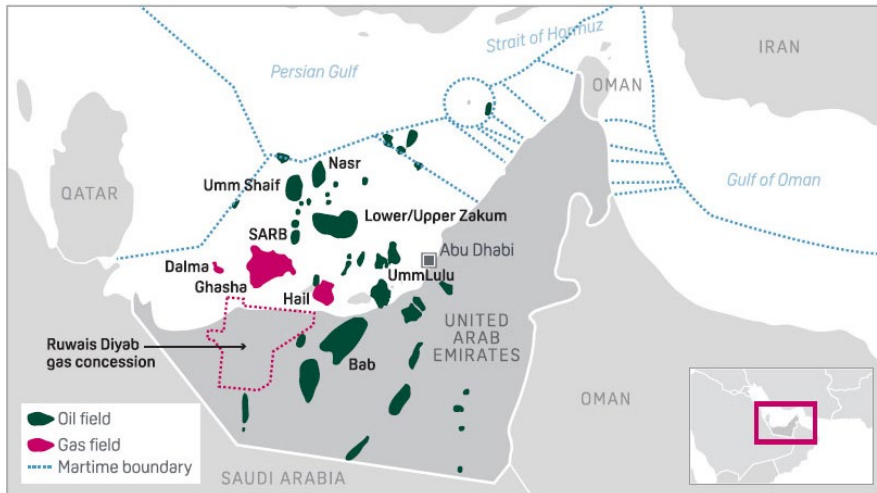 Strait of Hormuz
IRAN
Persian Gulf
OMAN
Nasr
QATAR
Umm Shaif
Gulf of Oman
Lower/Upper Zakum
SARB
Abu Dhabi
Dalma
UmmLulu
Ghasha
Hail
UNITED
ARAB
EMIRATES
Ruwais Diyab
gas concession
Bab
OMAN
Oil field
Gas field
Martime boundary
SAUDI ARABIA